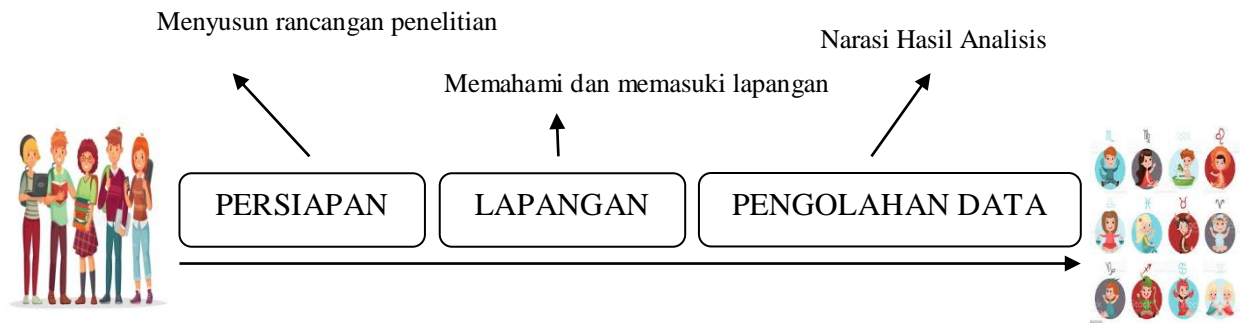 Menyusun rancangan penelitian
Narasi Hasil Analisis
Memahami dan memasuki lapangan
PERSIAPAN
LAPANGAN
PENGOLAHAN DATA